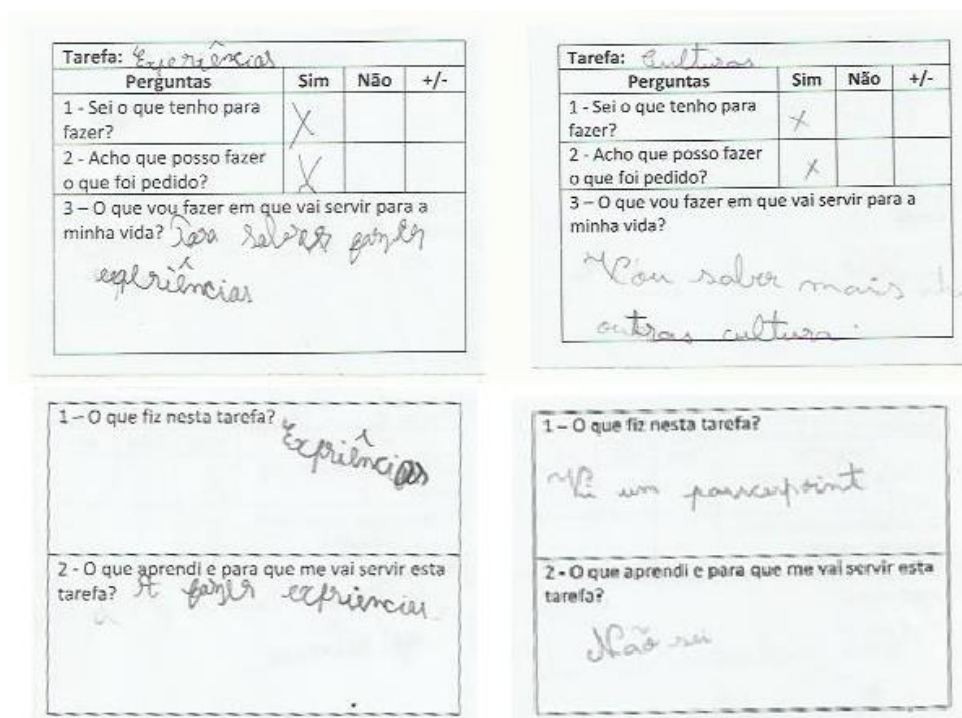 Tarefa: Experiências
Perguntas Sim Não +/-
1 - Sei o que tenho para
fazer? X
2 - Acho que posso fazer
o que foi pedido? X
3 – O que vou fazer em que vai servir para a
minha vida? Para saber fazer
expriências
Tarefa: Culturas
Perguntas Sim Não +/-
1 - Sei o que tenho para
fazer? X
2 - Acho que posso fazer
o que foi pedido? X
3 – O que vou fazer em que vai servir para a
minha vida?
Vou saber mais
outras cultura.
1 – O que fiz nesta tarefa?
Expriências
2 - O que aprendi e para que me vai servir esta
tarefa? A fazer expriencias
1 – O que fiz nesta tarefa?
Vi um pawerpoint
2 - O que aprendi e para que me vai servir esta
tarefa?
Não sei